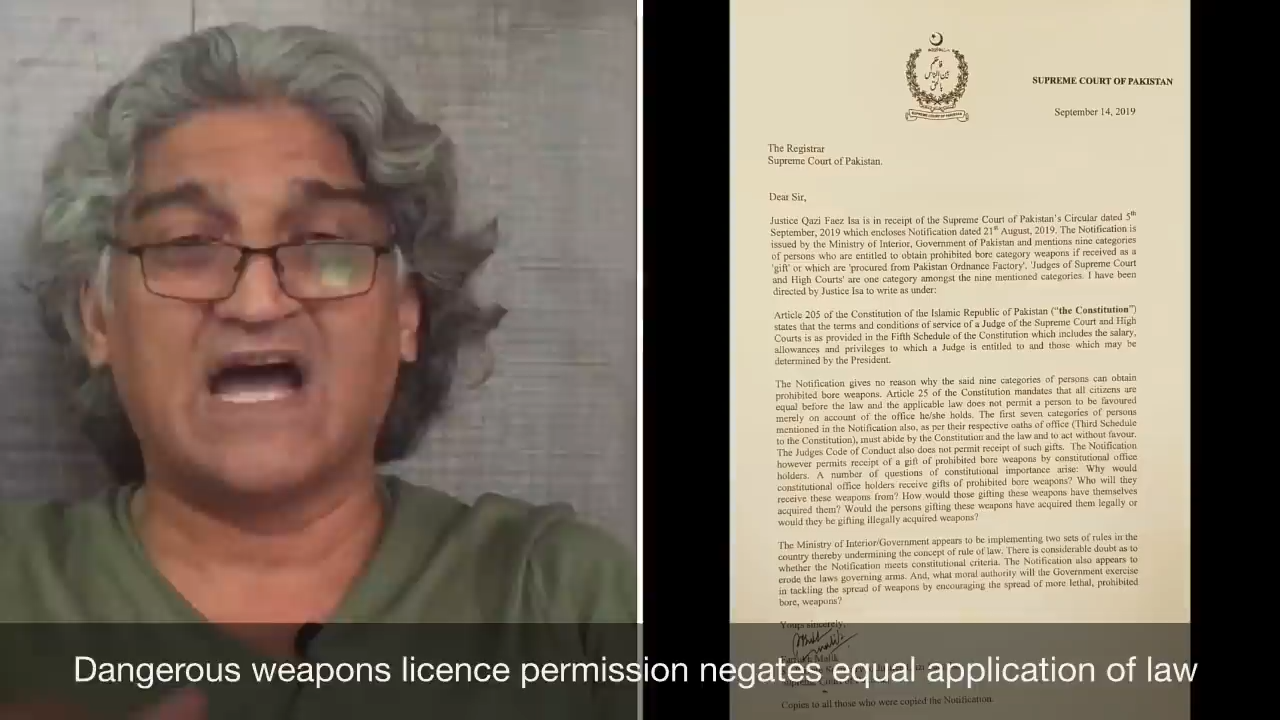 SUPREME COURT OF PAKISTAN
September 14, 2019
The Registrar
Supreme Court of Pakistan.
Dear Sir,
Justice Qazi Faez Isa is in receipt of the Supreme Court of Pakistan's Circular dated 5th
September, 2019 which encloses Notification dated 21st August, 2019. The Notification is
issued by the Ministry of Interior, Government of Pakistan and mentions nine categories
of persons who are entitled to obtain prohibited bore category weapons if received as a
'gift' or which are 'procured from Pakistan Ordnance Factory'. 'Judges of Supreme Court
and High Courts' are one category amongst the nine mentioned categories. I have been
directed by Justice Isa to write as under:
Article 205 of the Constitution of the Islamic Republic of Pakistan ("the Constitution")
states that the terms and conditions of service of a Judge of the Supreme Court and High
Courts is as provided in the Fifth Schedule of the Constitution which includes the salary,
allowances and privileges to which a Judge is entitled to and those which may be
determined by the President.
The Notification gives no reason why the said nine categories of persons can obtain
prohibited bore weapons. Article 25 of the Constitution mandates that all citizens are
equal before the law and the applicable law does not permit a person to be favoured
merely on account of the office he/she holds. The first seven categories of persons
mentioned in the Notification also, as per their respective oaths of office (Third Schedule
to the Constitution), must abide by the Constitution and the law and to act without favour.
The Judges Code of Conduct also does not permit receipt of such gifts. The Notification
however permits receipt of a gift of prohibited bore weapons by constitutional office
holders. A number of questions of constitutional importance arise: Why would
constitutional office holders receive gifts of prohibited bore weapons? Who will they
receive these weapons from? How would those gifting these weapons have themselves
acquired them? Would the persons gifting these weapons have acquired them legally or
would they be gifting illegally acquired weapons?
The Ministry of Interior/Government appears to be implementing two sets of rules in the
country thereby undermining the concept of rule of law. There is considerable doubt as to
whether the Notification meets constitutional criteria. The Notification also appears to
erode the laws governing arms. And, what moral authority will the Government exercise
in tackling the spread of weapons by encouraging the spread of more lethal, prohibited
bore, weapons?
Yours sincerely,
Dangerous weapons licence permission negates equal application of law
Copies to all those who were copied the Notification.